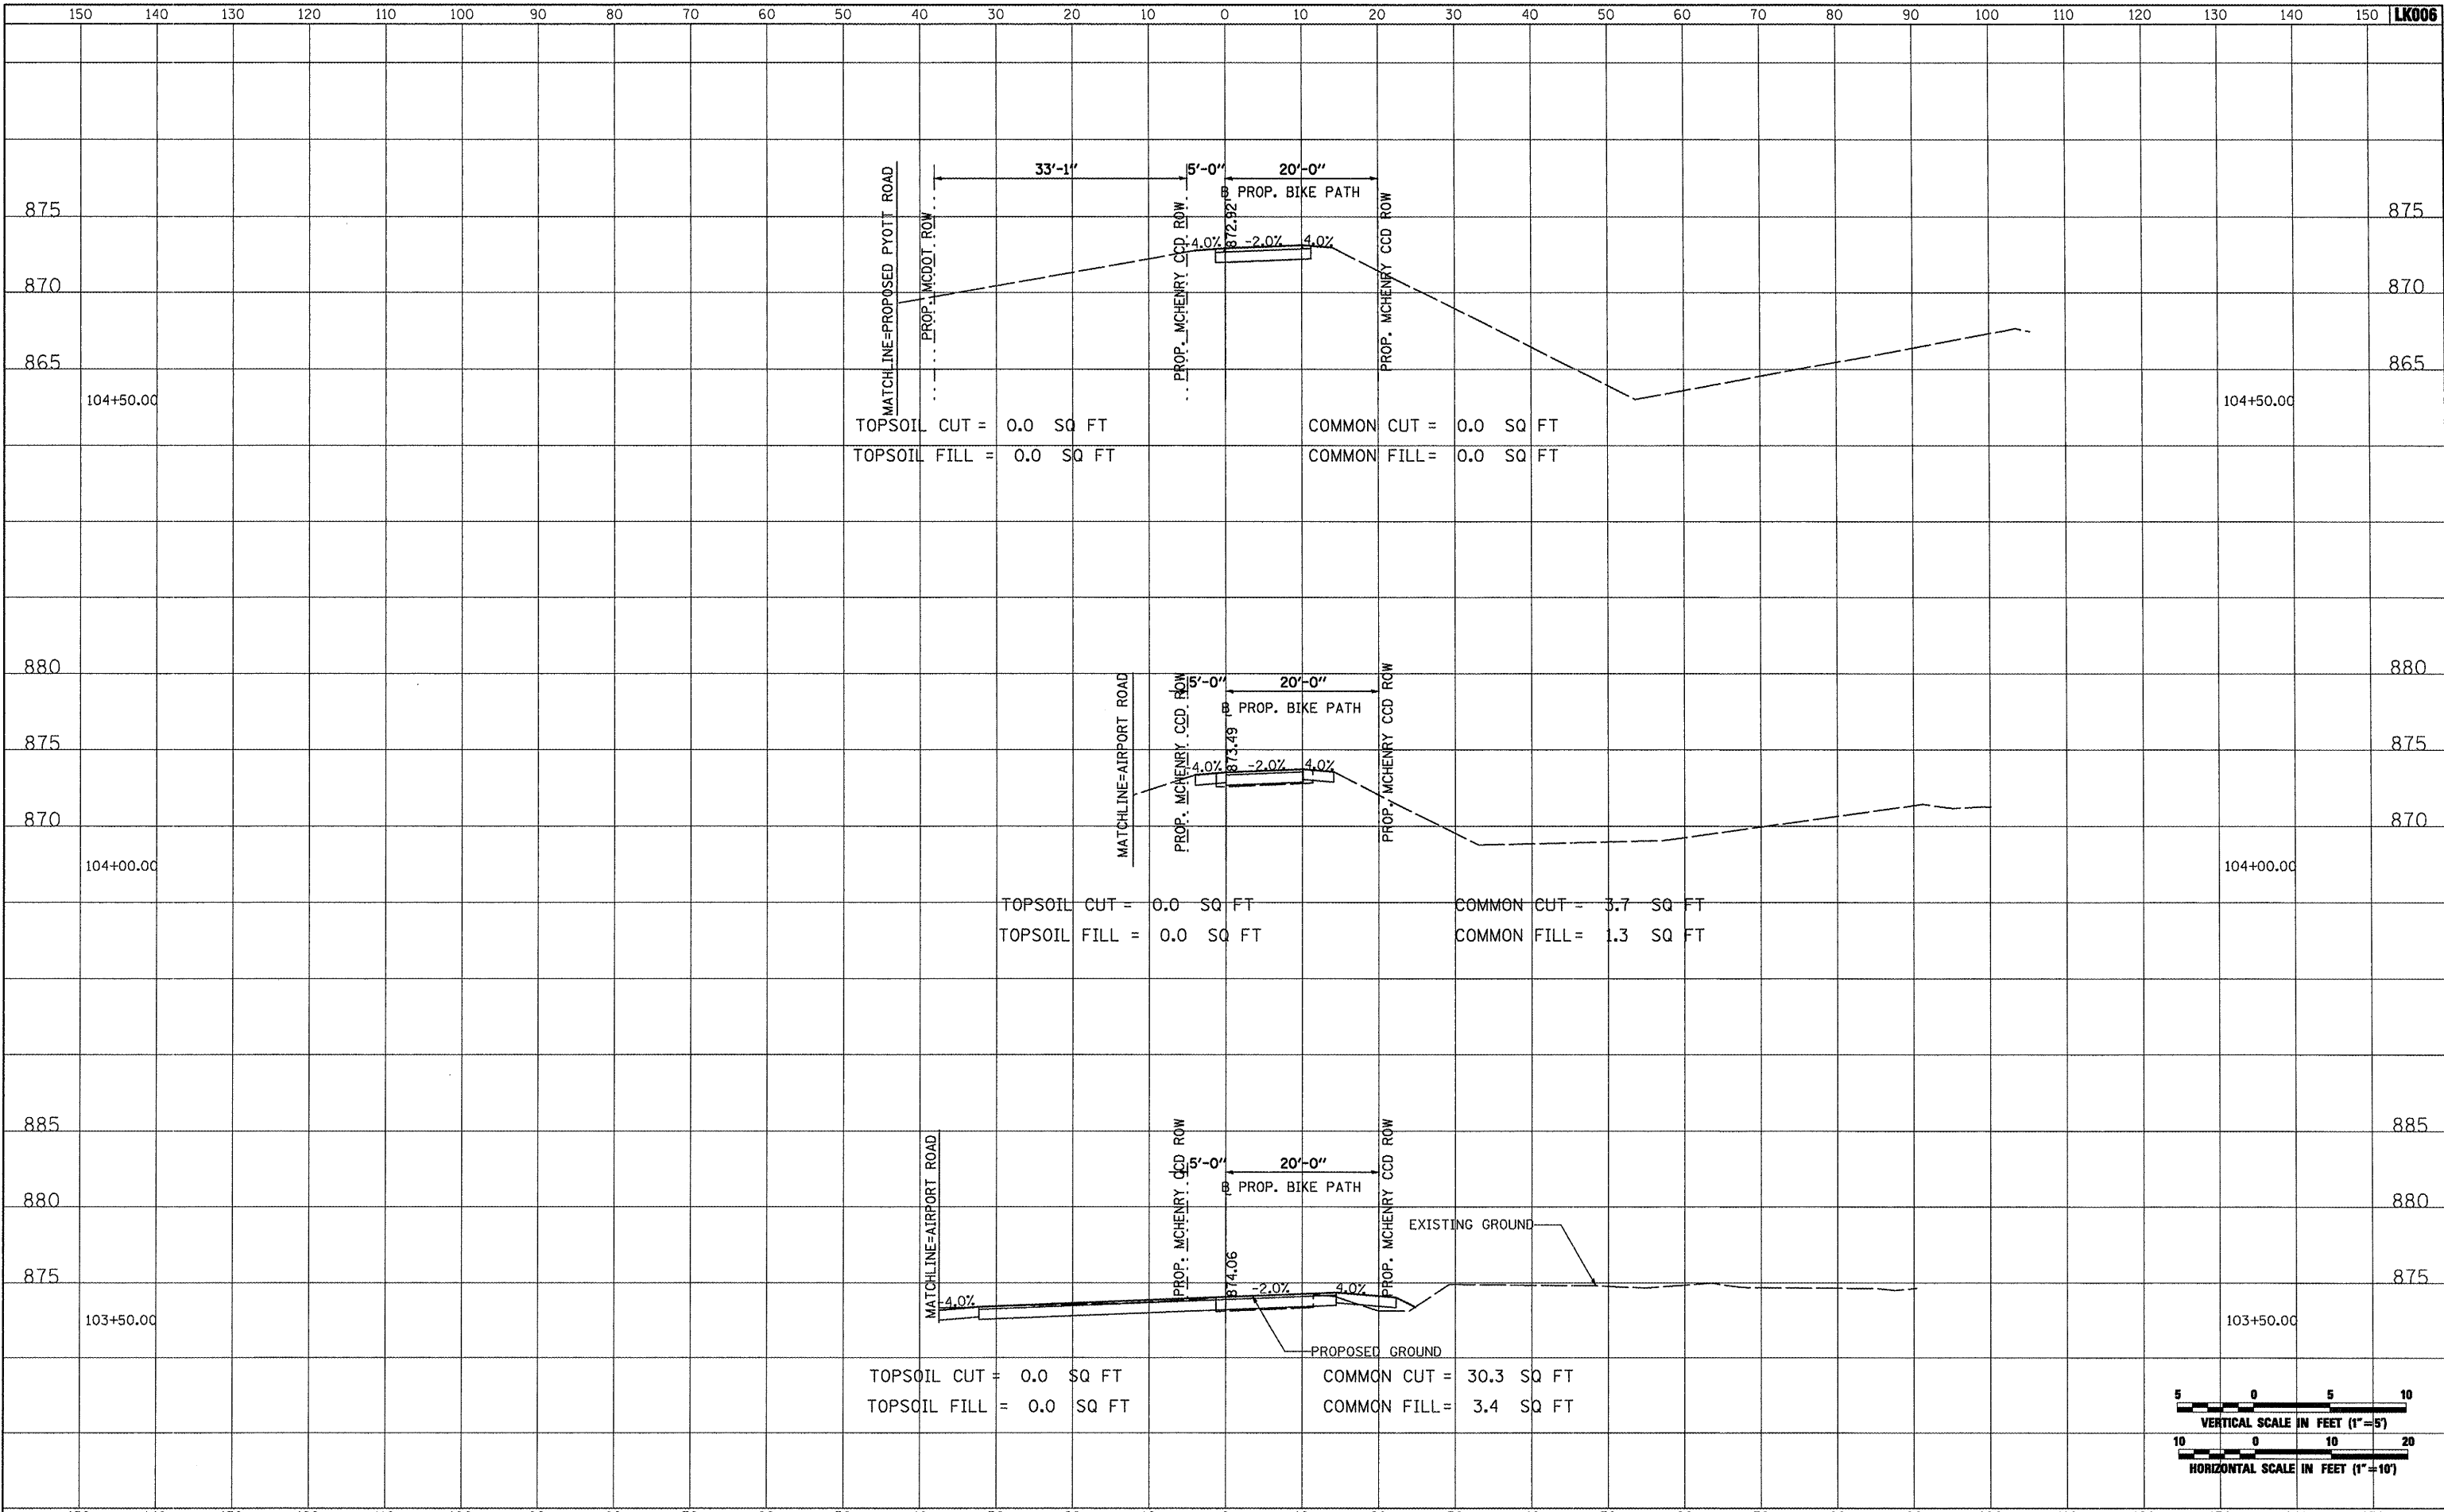 150 140 130 120 110 100 90 80 70 60 50 40 30 20 10 0 10 20 30 40 50 60 70 80 90 100 110 120 130 140 150 LK006
33'-1" 5'-0" 20'-0"
B PROP. BIKE PATH
MATCHLINE=PROPOSED PYOTT ROAD
PROP. MCDOT ROW
PROP. MCHENRY CCD ROW
872.92
PROP. MCHENRY CCD ROW
875 875
-4.0% -2.0% 4.0%
870 870
865 865
104+50.00 104+50.00
TOPSOIL CUT = 0.0 SQ FT COMMON CUT = 0.0 SQ FT
TOPSOIL FILL = 0.0 SQ FT COMMON FILL= 0.0 SQ FT
880 880
5'-0" 20'-0"
B PROP. BIKE PATH
MATCHLINE=AIRPORT ROAD
PROP. MCHENRY CCD ROW
873.49
PROP. MCHENRY CCD ROW
875 875
-4.0% -2.0% 4.0%
870 870
104+00.00 104+00.00
TOPSOIL CUT = 0.0 SQ FT COMMON CUT = 3.7 SQ FT
TOPSOIL FILL = 0.0 SQ FT COMMON FILL= 1.3 SQ FT
885 885
5'-0" 20'-0"
B PROP. BIKE PATH
MATCHLINE=AIRPORT ROAD
PROP. MCHENRY CCD ROW
874.06
PROP. MCHENRY CCD ROW
880 880
EXISTING GROUND
875 875
-4.0% -2.0% 4.0%
103+50.00 103+50.00
PROPOSED GROUND
TOPSOIL CUT = 0.0 SQ FT COMMON CUT = 30.3 SQ FT
TOPSOIL FILL = 0.0 SQ FT COMMON FILL= 3.4 SQ FT
5 0 5 10
VERTICAL SCALE IN FEET (1"=5')
10 0 10 20
HORIZONTAL SCALE IN FEET (1"=10')